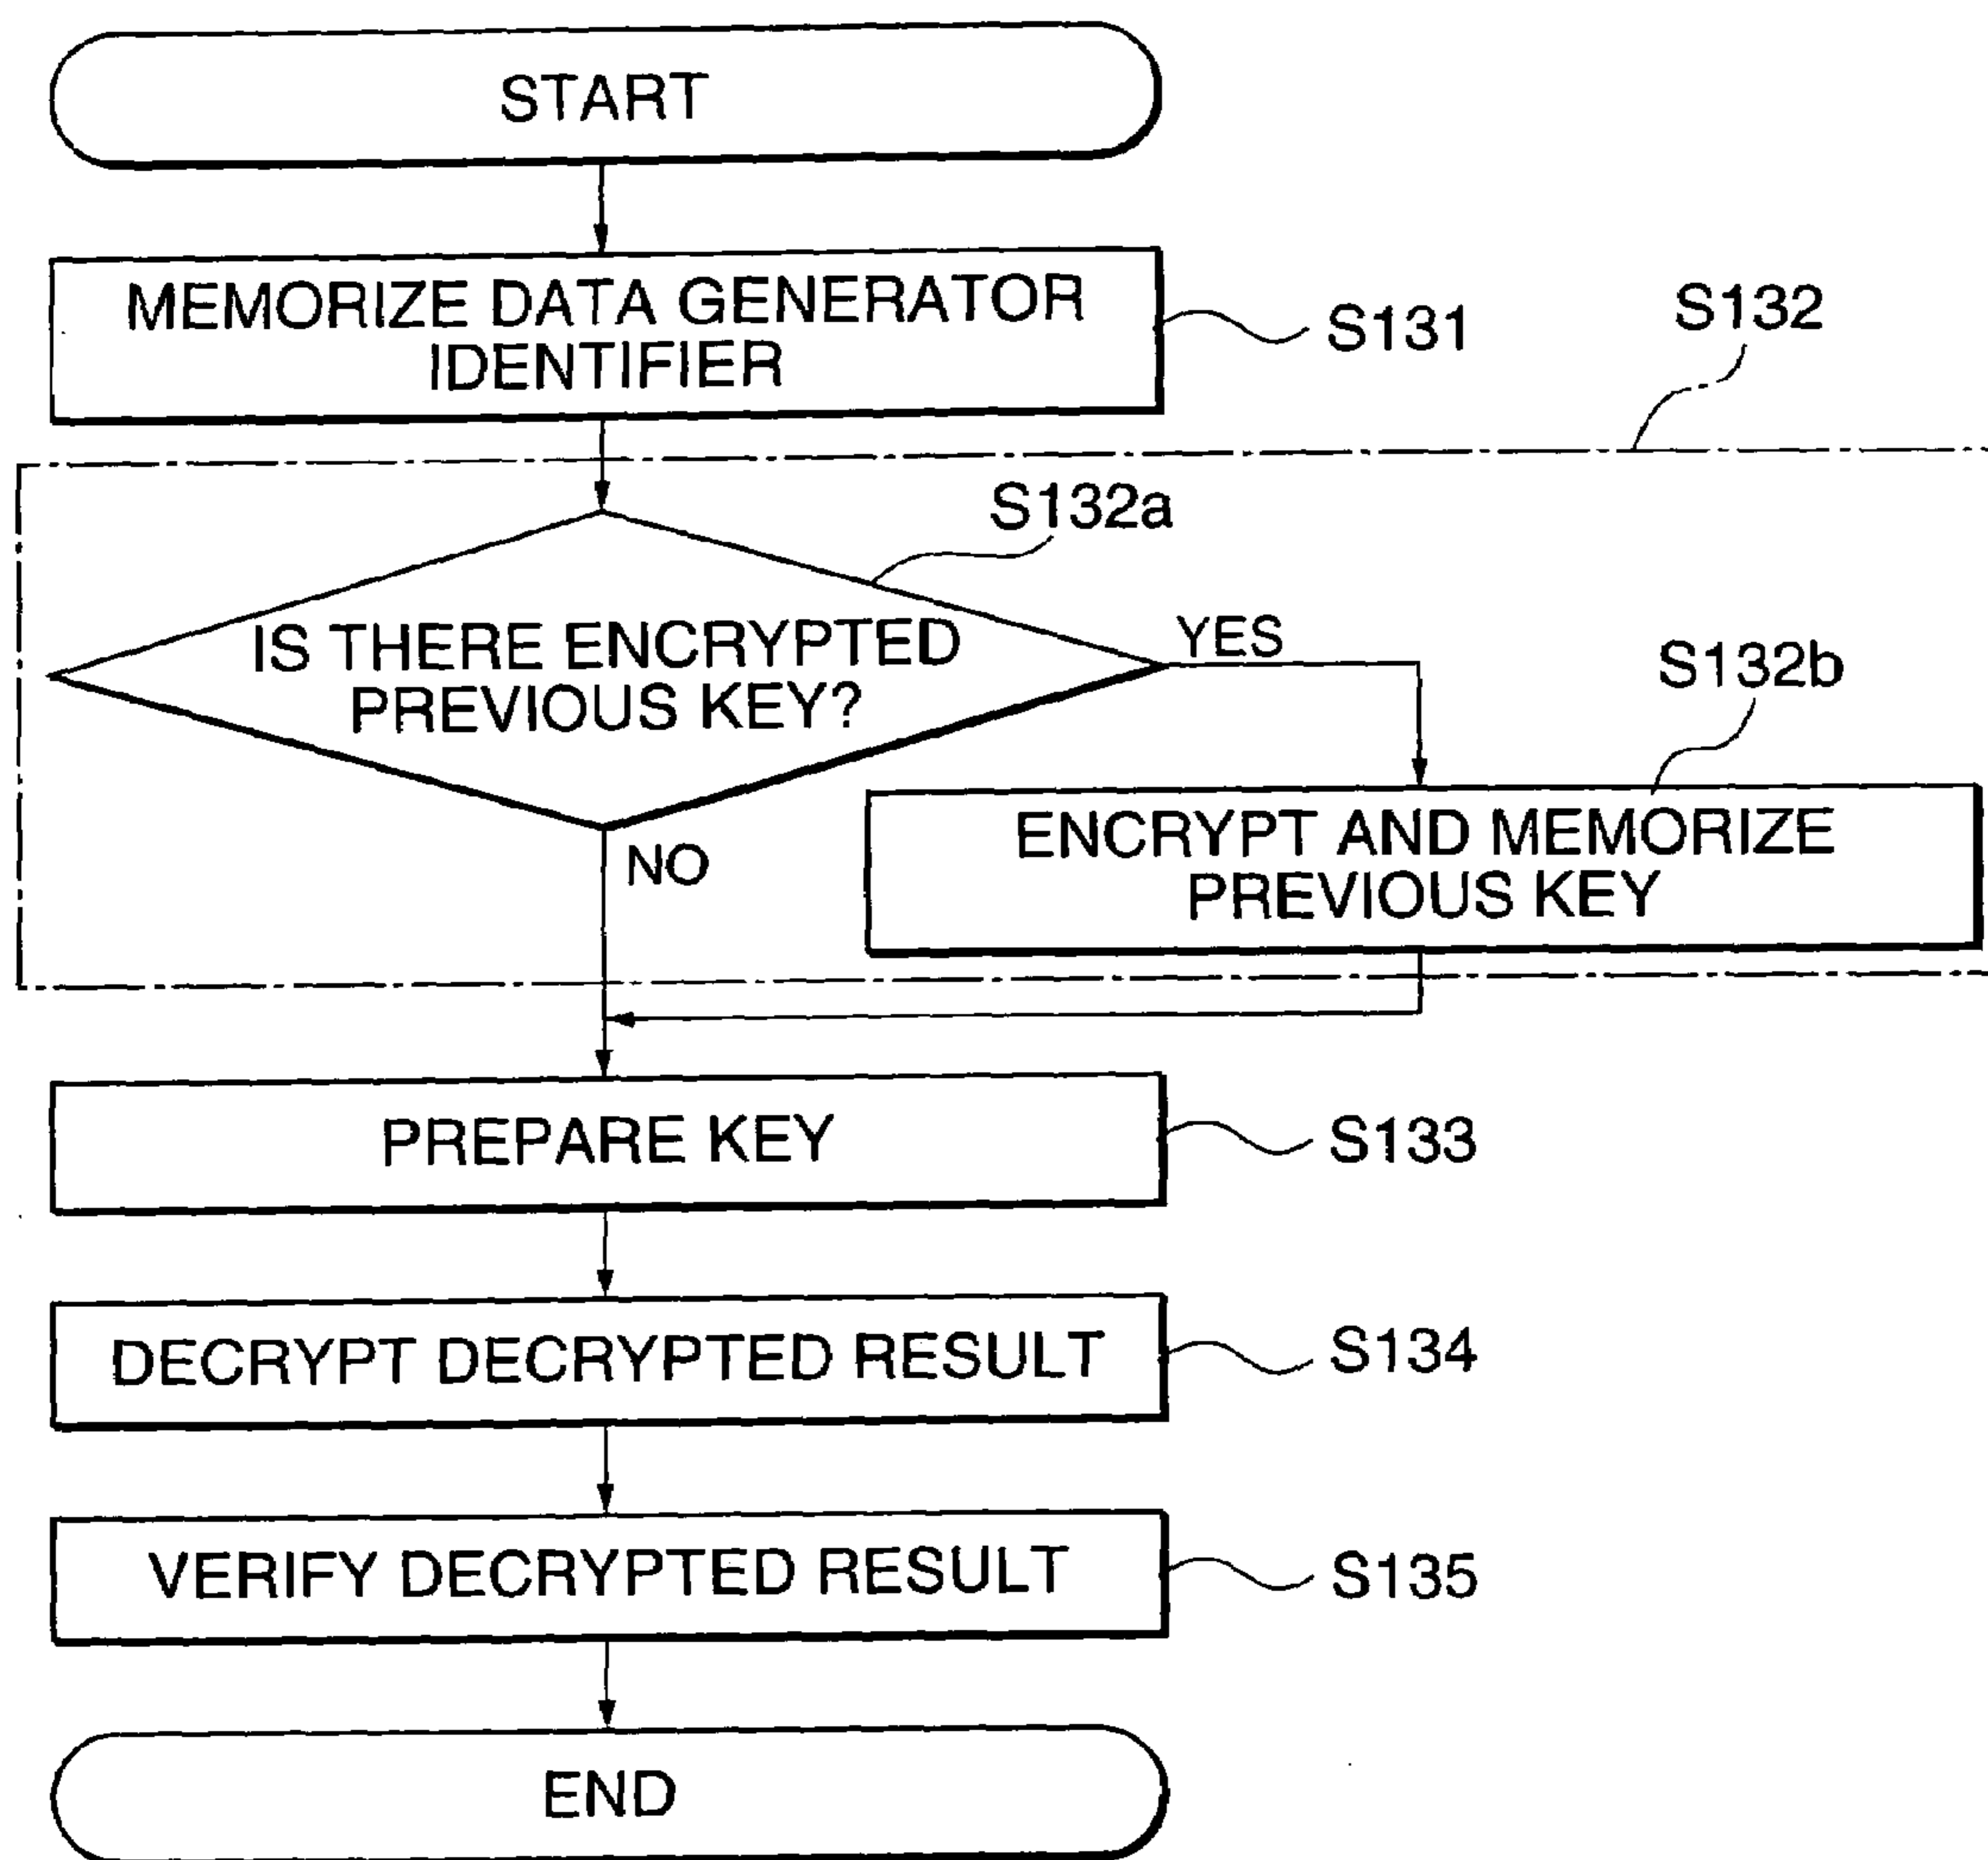 START
MEMORIZE DATA GENERATOR
IDENTIFIER
S131
S132
S132a
IS THERE ENCRYPTED
PREVIOUS KEY?
YES
S132b
NO
ENCRYPT AND MEMORIZE
PREVIOUS KEY
PREPARE KEY
S133
DECRYPT DECRYPTED RESULT
S134
VERIFY DECRYPTED RESULT
S135
END